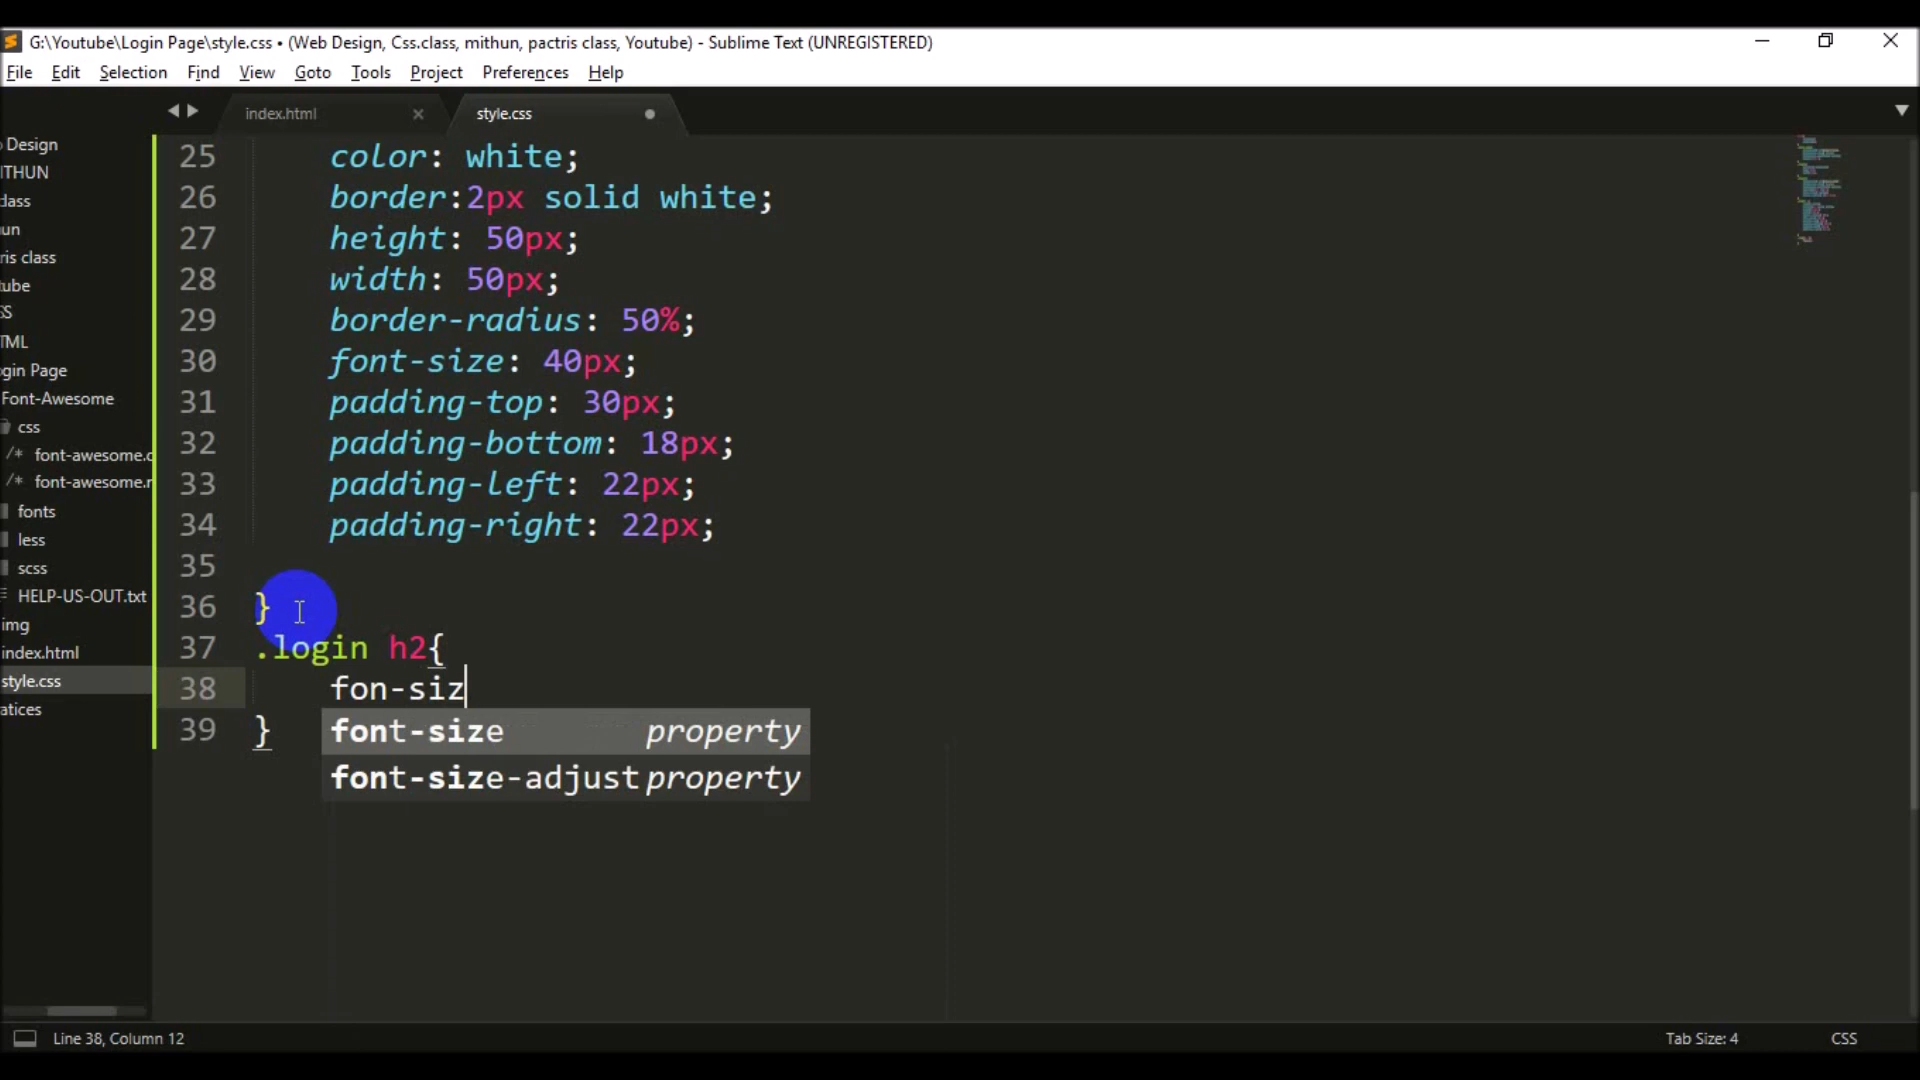 G:\Youtube\Login Page\style.css • (Web Design, Css.class, mithun, pactris class, Youtube) - Sublime Text (UNREGISTERED)
File Edit Selection Find View Goto Tools Project Preferences Help
index.html
style.css
Design
ITHUN
lass
un
ris class
tube
SS
TML
gin Page
Font-Awesome
css
/* font-awesome.c
/* font-awesome.r
fonts
less
scss
HELP-US-OUT.txt
img
index.html
style.css
atices
25 color: white;
26 border:2px solid white;
27 height: 50px;
28 width: 50px;
29 border-radius: 50%;
30 font-size: 40px;
31 padding-top: 30px;
32 padding-bottom: 18px;
33 padding-left: 22px;
34 padding-right: 22px;
35
36 }
37 .login h2{
38 fon-siz
39 }
font-size property
font-size-adjust property
Line 38, Column 12
Tab Size: 4
CSS